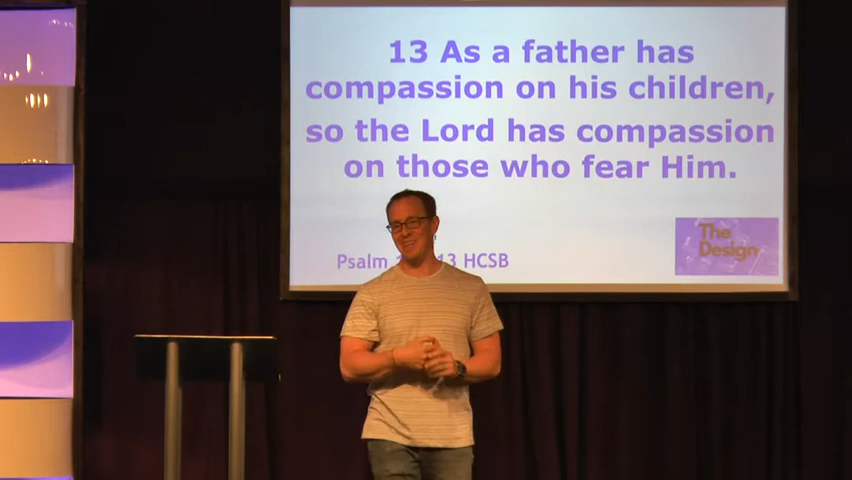 13 As a father has
compassion on his children,
so the Lord has compassion
on those who fear Him.
The
Design
Psalm 13 HCSB